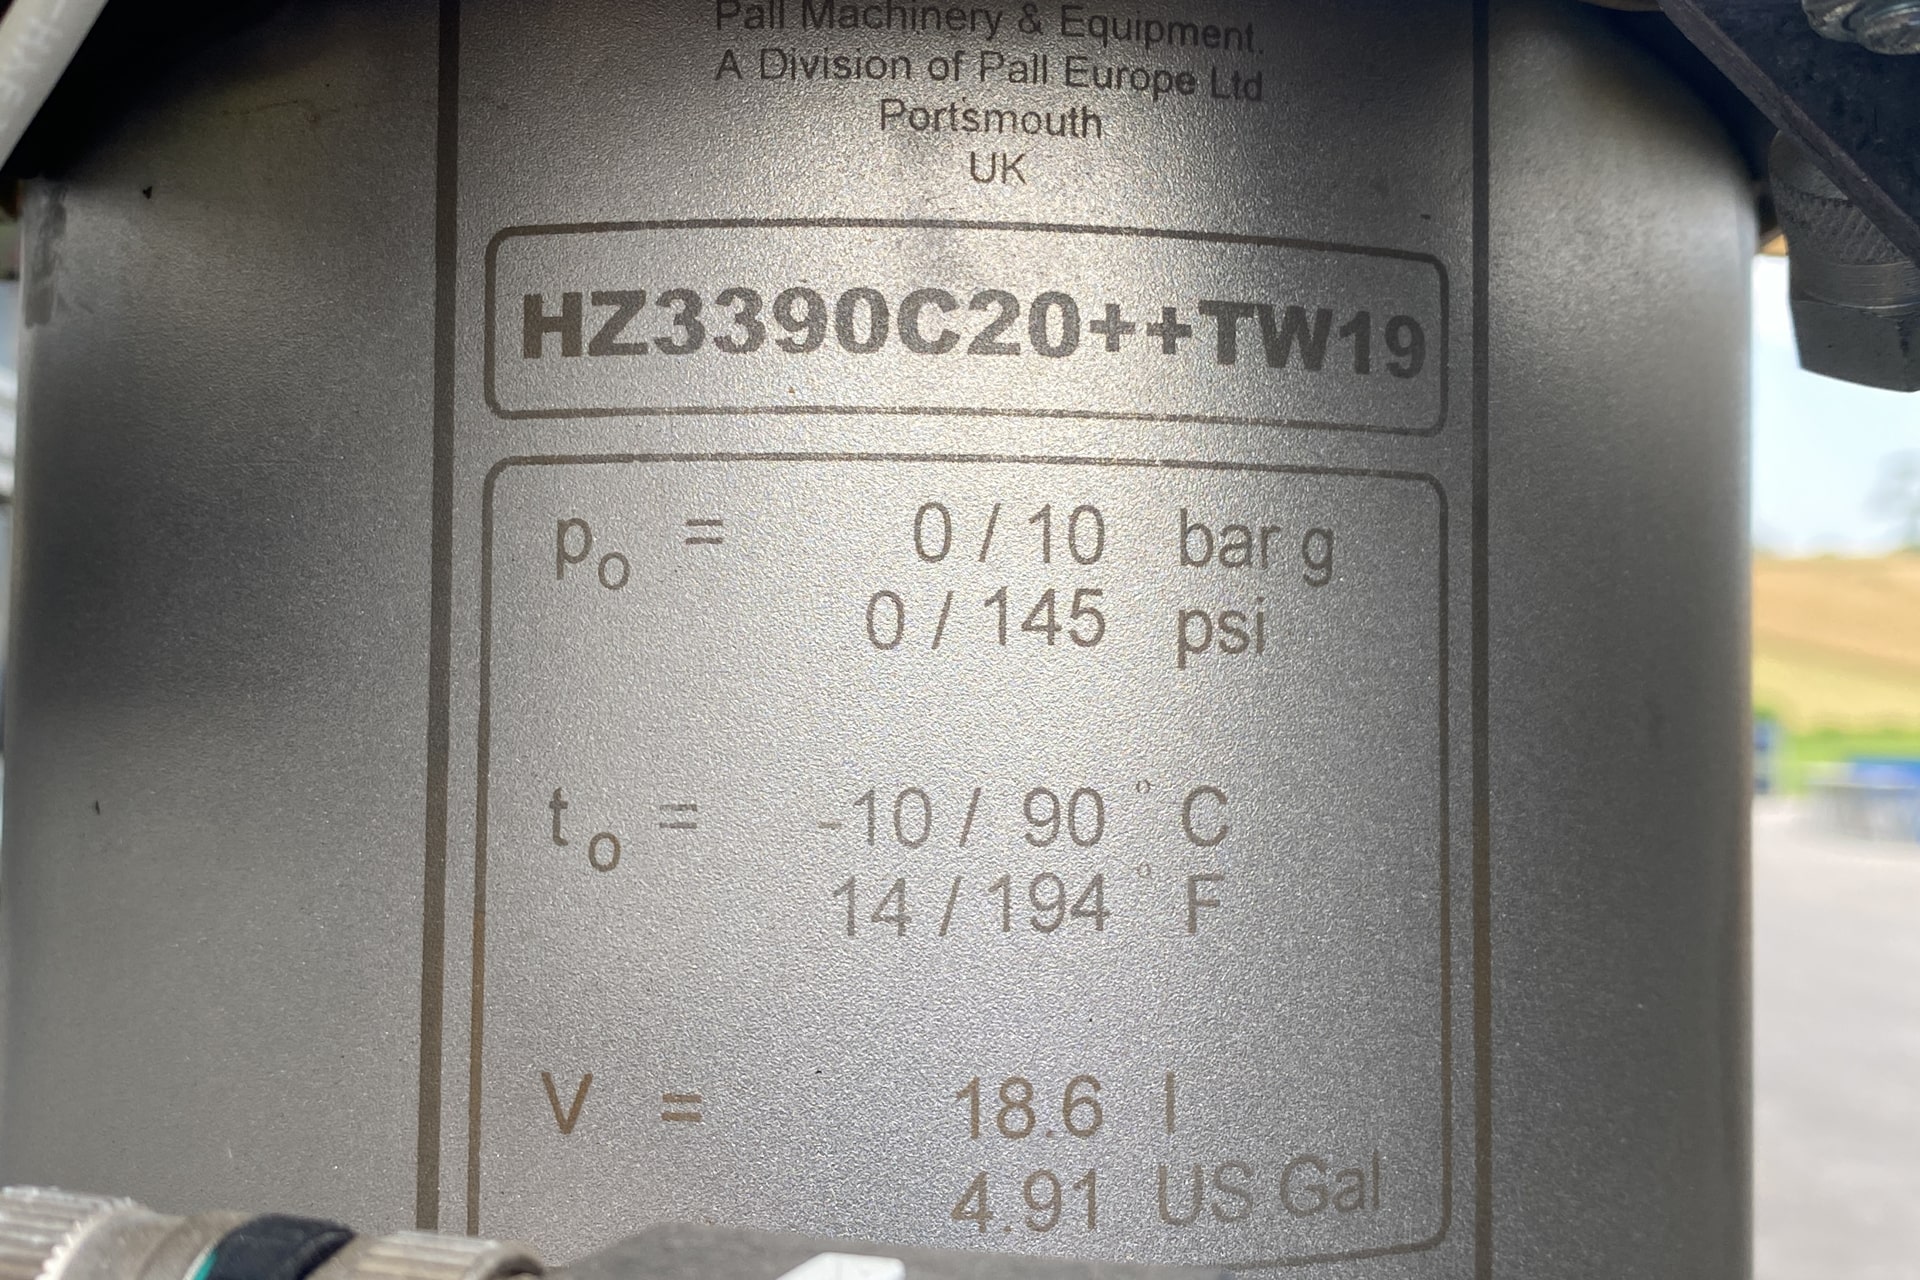 Pall Machinery & Equipment.
A Division of Pall Europe Ltd
Portsmouth
UK
HZ3390C20++TW19
po = 0 / 10 bar g
0 / 145 psi
to = -10 / 90 ° C
14 / 194 ° F
V = 18.6 l
4.91 US Gal